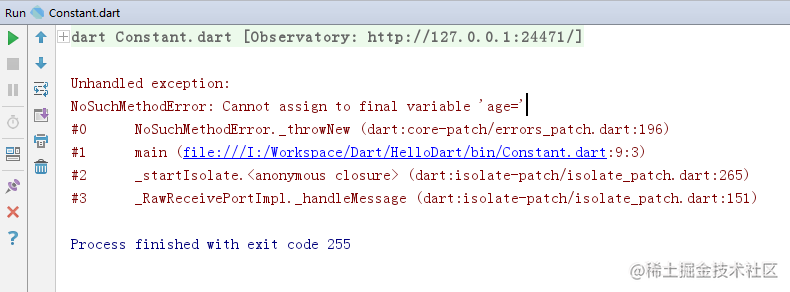 Run Constant.dart
dart Constant.dart [Observatory: http://127.0.0.1:24471/]
Unhandled exception:
NoSuchMethodError: Cannot assign to final variable 'age='
#0 NoSuchMethodError._throwNew (dart:core-patch/errors_patch.dart:196)
#1 main (file:///I:/Workspace/Dart/HelloDart/bin/Constant.dart:9:3)
#2 _startIsolate.<anonymous closure> (dart:isolate-patch/isolate_patch.dart:265)
#3 _RawReceivePortImpl._handleMessage (dart:isolate-patch/isolate_patch.dart:151)
Process finished with exit code 255
@稀土掘金技术社区